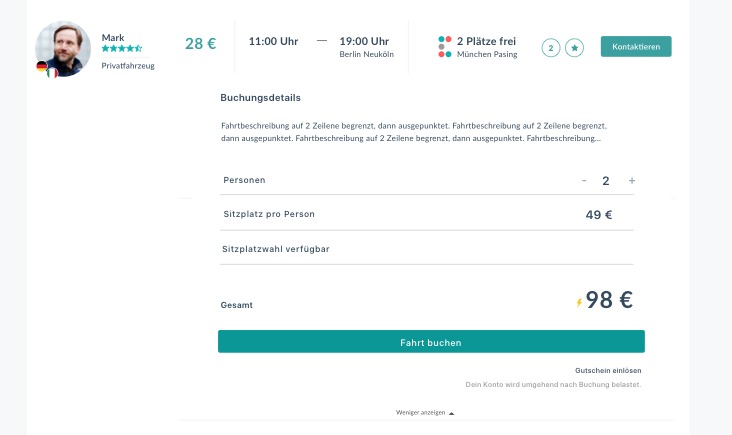 Mark
Privatfahrzeug
28 €
11:00 Uhr — 19:00 Uhr
Berlin Neuköln
2 Plätze frei
München Pasing
2
Kontaktieren
Buchungsdetails
Fahrtbeschreibung auf 2 Zeilene begrenzt, dann ausgepunktet. Fahrtbeschreibung auf 2 Zeilene begrenzt,
dann ausgepunktet. Fahrtbeschreibung auf 2 Zeilene begrenzt, dann ausgepunktet. Fahrtbeschreibung...
Personen - 2 +
Sitzplatz pro Person 49 €
Sitzplatzwahl verfügbar
Gesamt 98 €
Fahrt buchen
Gutschein einlösen
Dein Konto wird umgehend nach Buchung belastet.
Weniger anzeigen